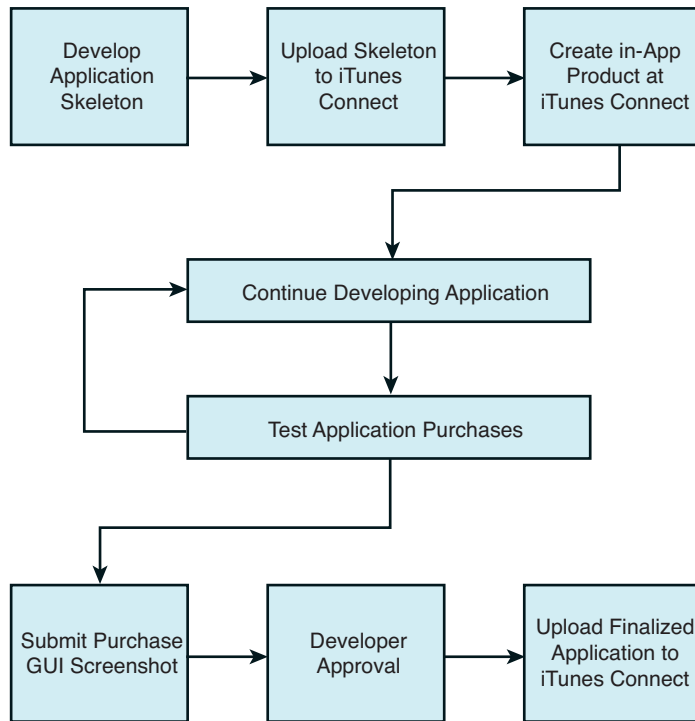 Develop
Application
Skeleton
Upload Skeleton
to iTunes
Connect
Create in-App
Product at
iTunes Connect
Continue Developing Application
Test Application Purchases
Submit Purchase
GUI Screenshot
Developer
Approval
Upload Finalized
Application to
iTunes Connect